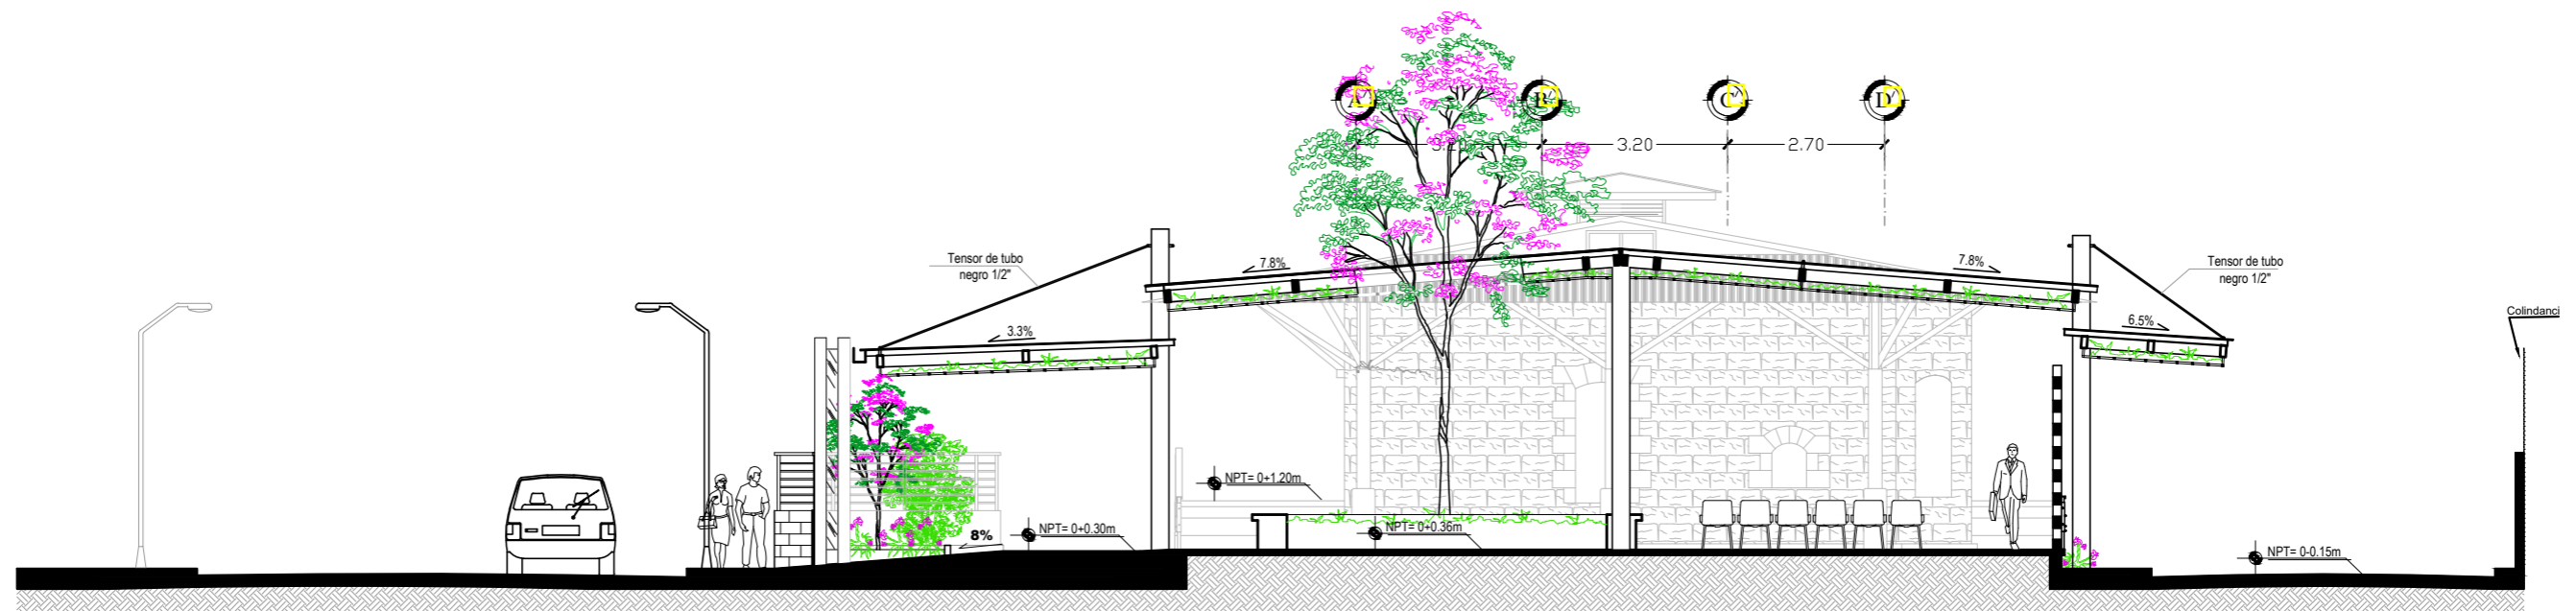 A' B' C' D'
3.20 3.20 2.70
Tensor de tubo
negro 1/2"
7.8%
7.8%
Tensor de tubo
negro 1/2"
3.3%
6.5%
Colindanci
NPT= 0+1.20m
NPT= 0+0.30m
NPT= 0+0.36m
8%
NPT= 0-0.15m